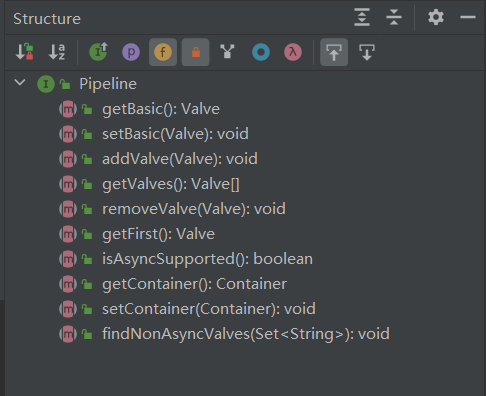 Structure
Pipeline
getBasic(): Valve
setBasic(Valve): void
addValve(Valve): void
getValves(): Valve[]
removeValve(Valve): void
getFirst(): Valve
isAsyncSupported(): boolean
getContainer(): Container
setContainer(Container): void
findNonAsyncValves(Set<String>): void